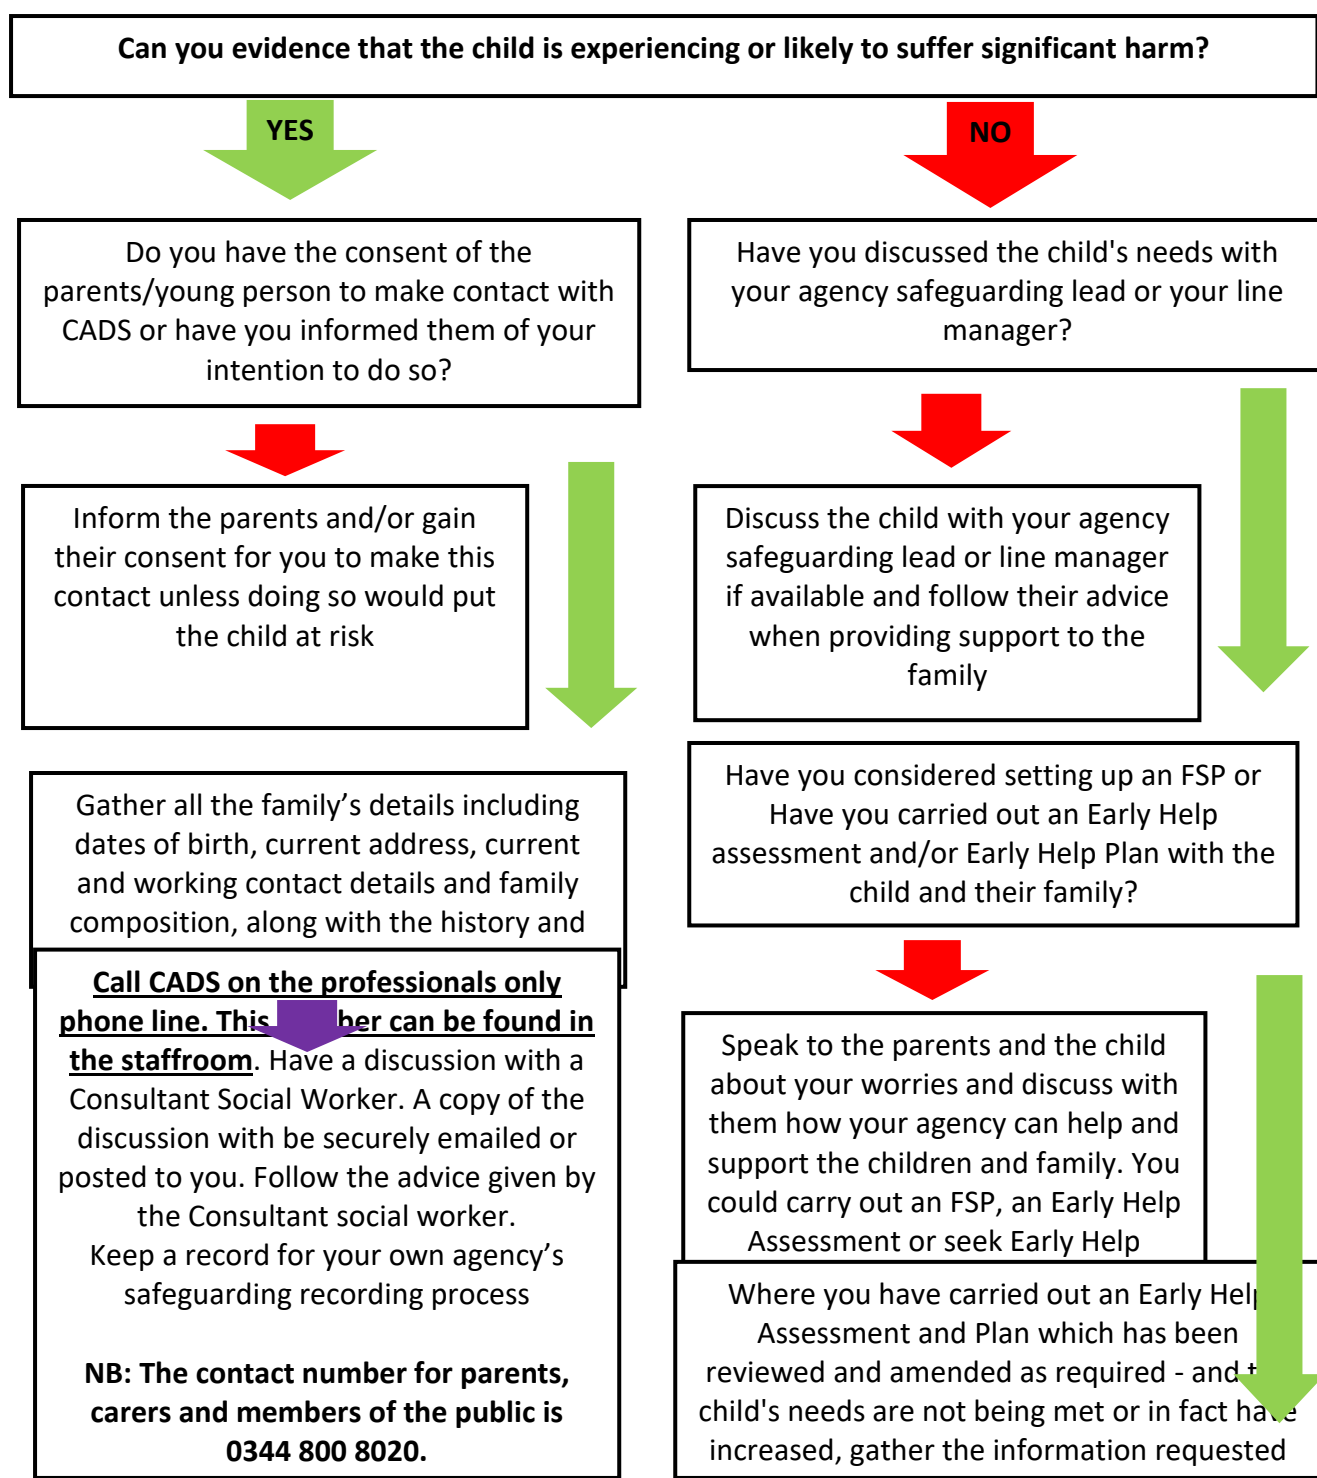 Can you evidence that the child is experiencing or likely to suffer significant harm?
YES
NO
Do you have the consent of the
parents/young person to make contact with
CADS or have you informed them of your
intention to do so?
Have you discussed the child's needs with
your agency safeguarding lead or your line
manager?
Inform the parents and/or gain
their consent for you to make this
contact unless doing so would put
the child at risk
Discuss the child with your agency
safeguarding lead or line manager
if available and follow their advice
when providing support to the
family
Gather all the family’s details including
dates of birth, current address, current
and working contact details and family
composition, along with the history and
Have you considered setting up an FSP or
Have you carried out an Early Help
assessment and/or Early Help Plan with the
child and their family?
Call CADS on the professionals only
phone line. This can be found in
the staffroom. Have a discussion with a
Consultant Social Worker. A copy of the
discussion with be securely emailed or
posted to you. Follow the advice given by
the Consultant social worker.
Keep a record for your own agency’s
safeguarding recording process
NB: The contact number for parents,
carers and members of the public is
0344 800 8020.
Speak to the parents and the child
about your worries and discuss with
them how your agency can help and
support the children and family. You
could carry out an FSP, an Early Help
Assessment or seek Early Help
Where you have carried out an Early Help
Assessment and Plan which has been
reviewed and amended as required - and
child's needs are not being met or in fact have
increased, gather the information requested